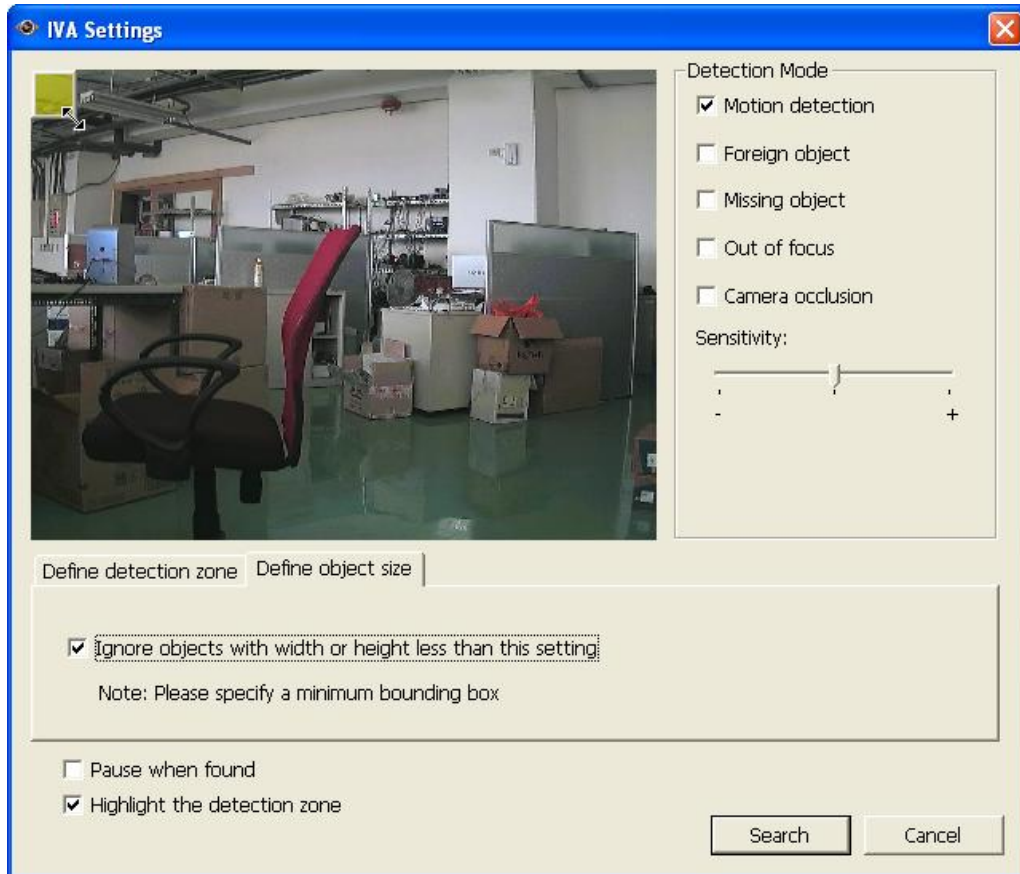 IVA Settings
Detection Mode
Motion detection
Foreign object
Missing object
Out of focus
Camera occlusion
Sensitivity:
- +
Define detection zone Define object size
Ignore objects with width or height less than this setting
Note: Please specify a minimum bounding box
Pause when found
Highlight the detection zone
Search Cancel